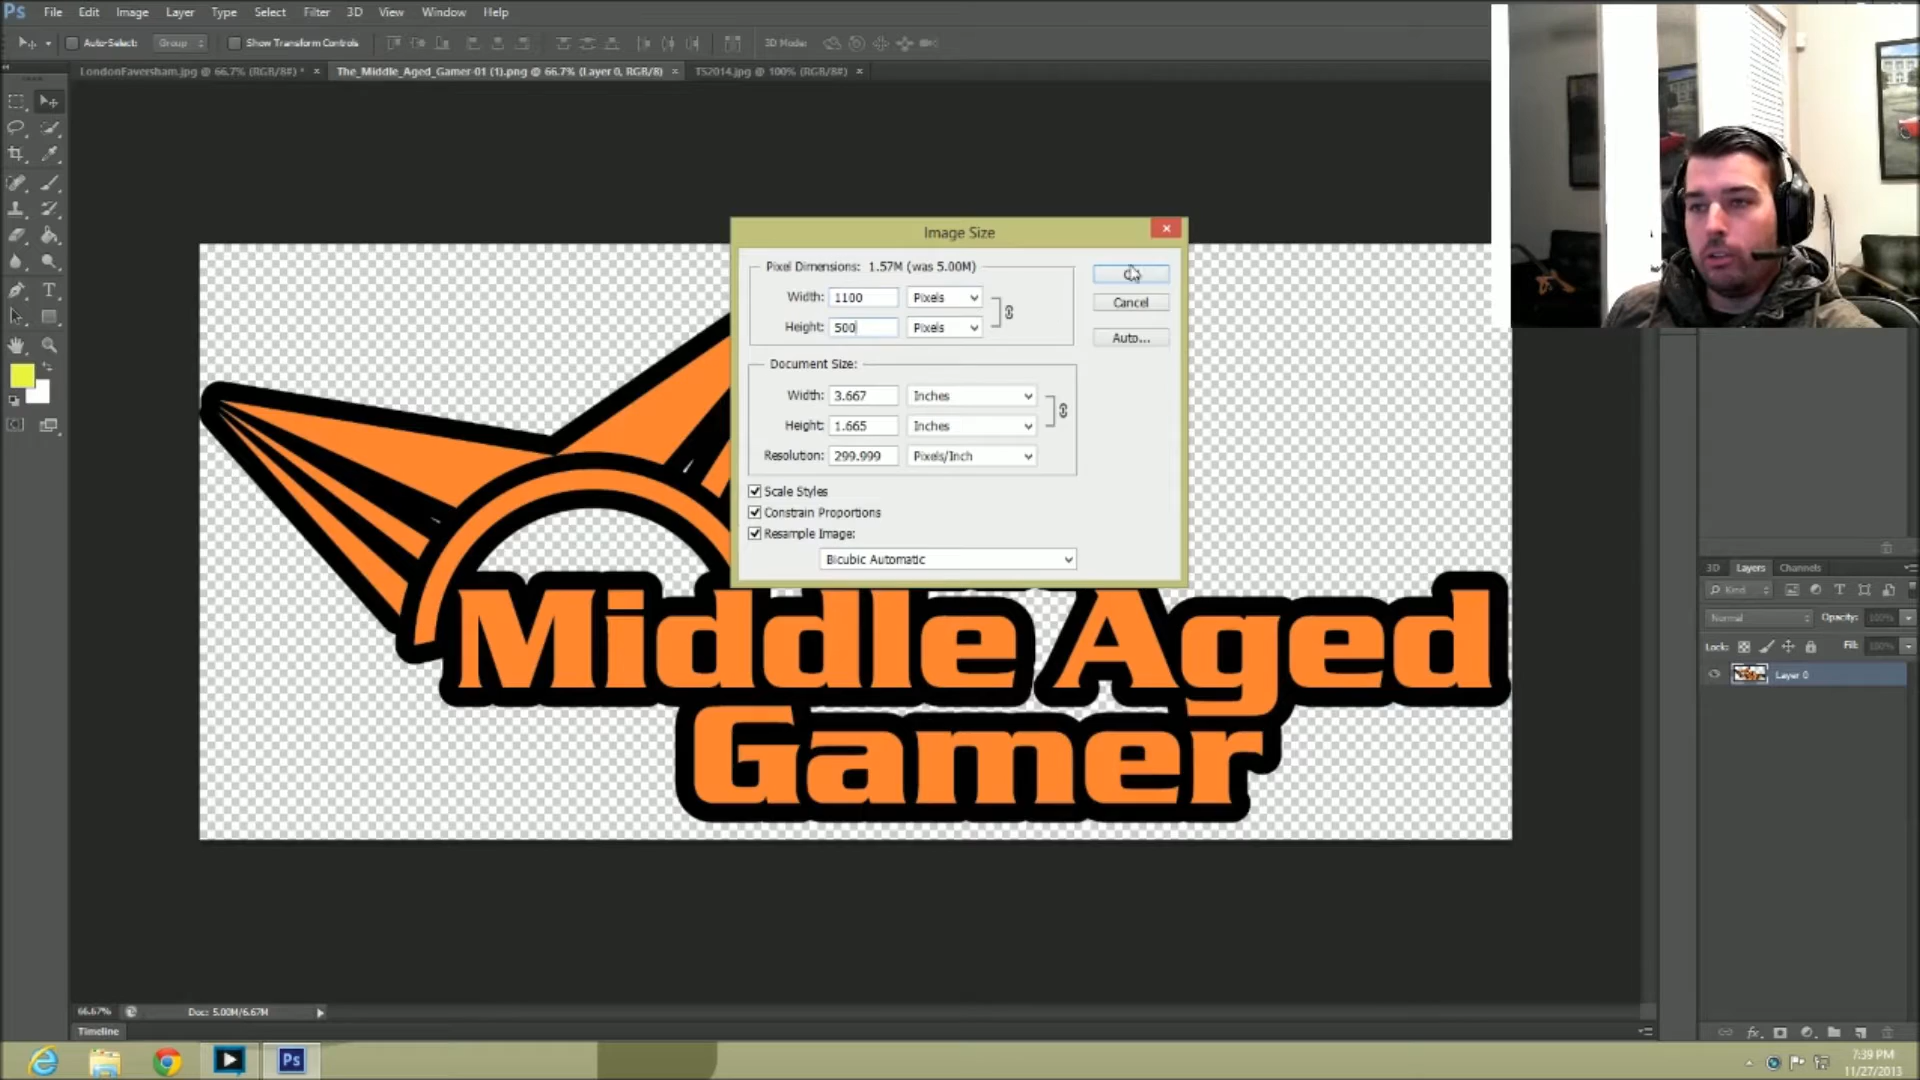 Ps File Edit Image Layer Type Select Filter 3D View Window Help
Auto-Select: Group Show Transform Controls 3D Mode:
LondonFaversham.jpg @ 66.7% (RGB/8#) * × The_Middle_Aged_Gamer-01 (1).png @ 66.7% (Layer 0, RGB/8) × TS2014.jpg @ 100% (RGB/8#) ×
Image Size
Pixel Dimensions: 1.57M (was 5.00M)
Width: 1100 Pixels
Cancel
Height: 500 Pixels
Auto...
Document Size:
Width: 3.667 Inches
Height: 1.665 Inches
Resolution: 299.999 Pixels/Inch
Scale Styles
Constrain Proportions
Resample Image:
Bicubic Automatic
Middle Aged
Gamer
3D Layers Channels
Kind
Normal Opacity: 100%
Lock: Fill: 100%
Layer 0
66.67% Doc: 5.00M/6.67M
Timeline
Ps
7:39 PM
11/27/2013